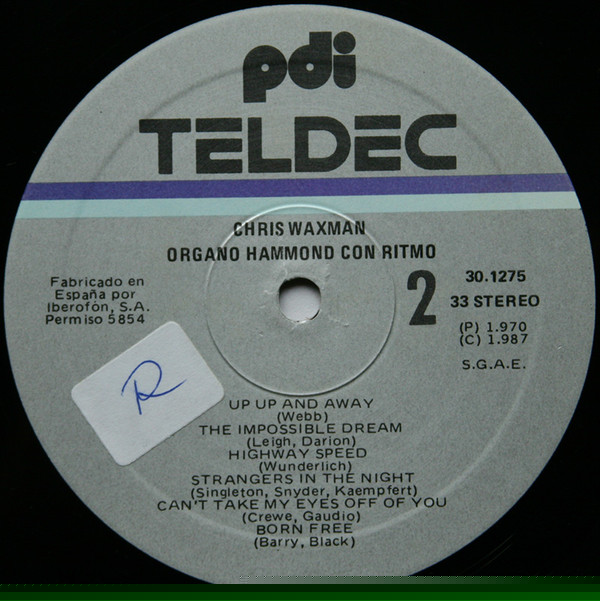 pdi
TELDEC
CHRIS WAXMAN
ORGANO HAMMOND CON RITMO
Fabricado en
España por
Iberofón, S.A.
Permiso 5854
2
30.1275
33 STEREO
(P) 1.970
(C) 1.987
S.G.A.E.
R
UP UP AND AWAY
(Webb)
THE IMPOSSIBLE DREAM
(Leigh, Darion)
HIGHWAY SPEED
(Wunderlich)
STRANGERS IN THE NIGHT
(Singleton, Snyder, Kaempfert)
CAN'T TAKE MY EYES OFF OF YOU
(Crewe, Gaudio)
BORN FREE
(Barry, Black)